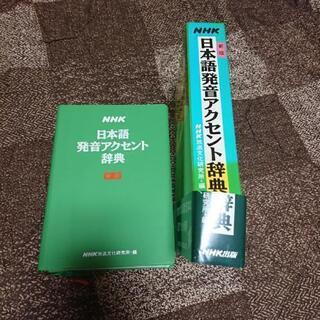 NHK
日本語
発音アクセント
辞典
新版
NHK放送文化研究所・編
NHK
新版
日本語発音アクセント辞典
NHK放送文化研究所・編
辞典
NHK出版